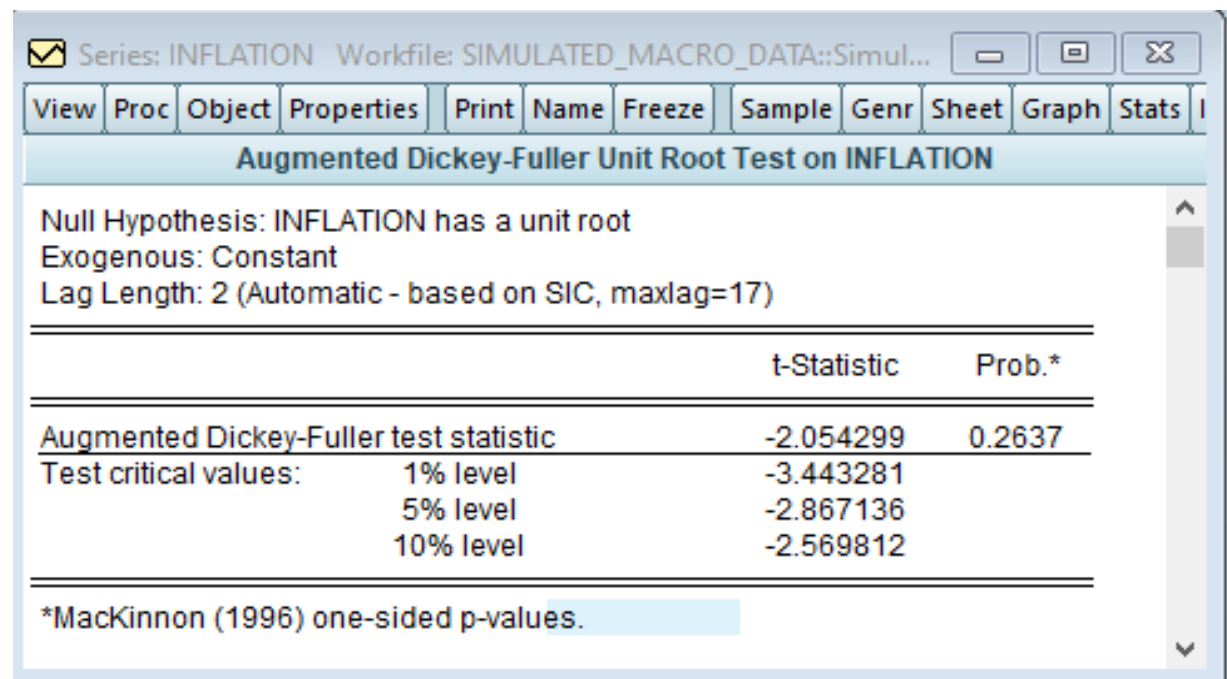 Series: INFLATION Workfile: SIMULATED_MACRO_DATA::Simul...
View Proc Object Properties Print Name Freeze Sample Genr Sheet Graph Stats
Augmented Dickey-Fuller Unit Root Test on INFLATION
Null Hypothesis: INFLATION has a unit root
Exogenous: Constant
Lag Length: 2 (Automatic - based on SIC, maxlag=17)
t-Statistic Prob.*
Augmented Dickey-Fuller test statistic -2.054299 0.2637
Test critical values: 1% level -3.443281
5% level -2.867136
10% level -2.569812
*MacKinnon (1996) one-sided p-values.